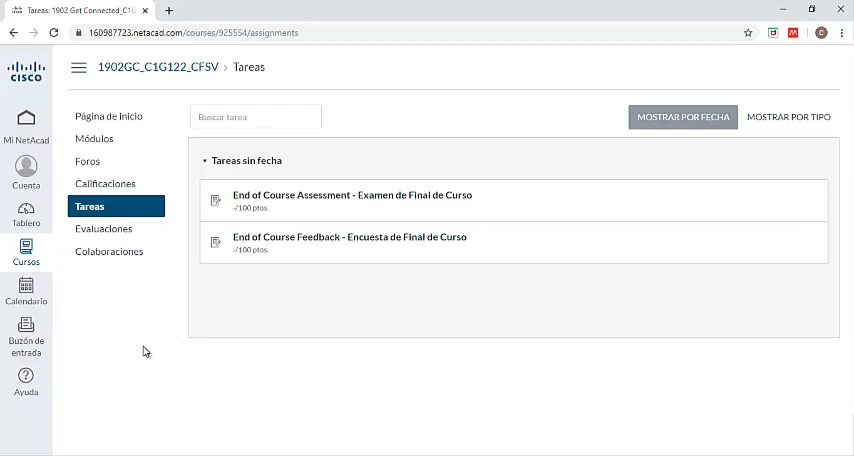 Tareas: 1902 Get Connected_C1G
160987723.netacad.com/courses/925554/assignments
C
CISCO
1902GC_C1G122_CFSV > Tareas
Mi NetAcad
Cuenta
Tablero
Cursos
Calendario
Buzón de
entrada
Ayuda
Página de inicio
Módulos
Foros
Calificaciones
Tareas
Evaluaciones
Colaboraciones
Buscar tarea
MOSTRAR POR FECHA
MOSTRAR POR TIPO
Tareas sin fecha
End of Course Assessment - Examen de Final de Curso
-/100 ptos.
End of Course Feedback - Encuesta de Final de Curso
-/100 ptos.